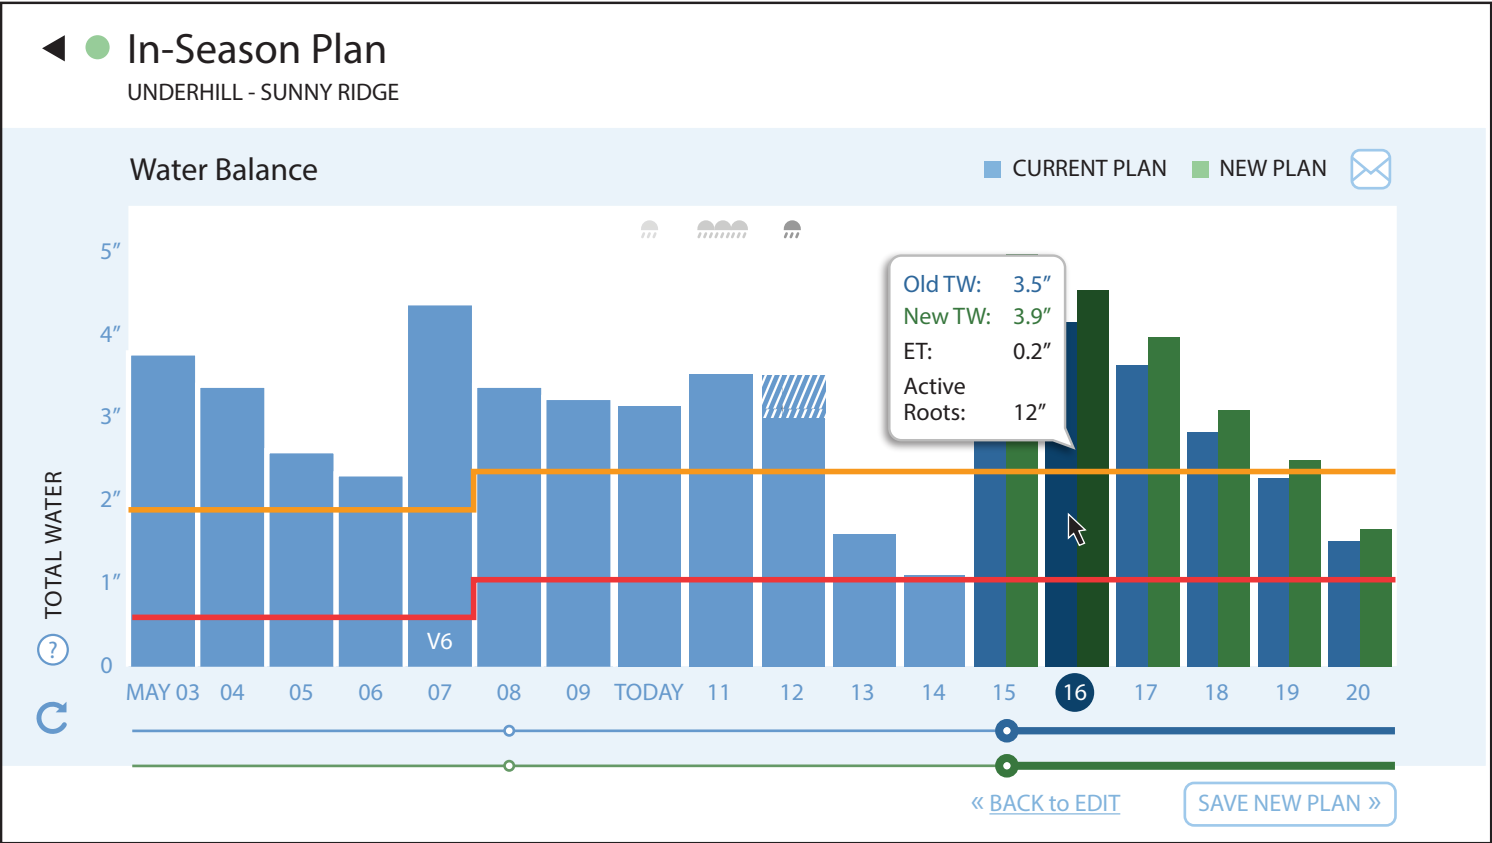 In-Season Plan
UNDERHILL - SUNNY RIDGE
Water Balance
CURRENT PLAN
NEW PLAN
5″
4″
3″
2″
1″
0
TOTAL WATER
?
Old TW: 3.5″
New TW: 3.9″
ET: 0.2″
Active
Roots: 12″
V6
MAY 03 04 05 06 07 08 09 TODAY 11 12 13 14 15 16 17 18 19 20
« BACK to EDIT
SAVE NEW PLAN »